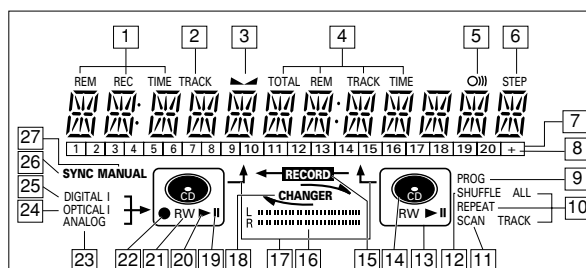 1 2 3 4 5 6
REM REC TIME TRACK TOTAL REM TRACK TIME STEP
1 2 3 4 5 6 7 8 9 10 11 12 13 14 15 16 17 18 19 20 +
7
8
27
26
25
24
SYNC MANUAL
DIGITAL I
OPTICAL I
ANALOG
CD
RW
RECORD
CHANGER
L
R
CD
RW
PROG
SHUFFLE ALL
REPEAT
SCAN TRACK
9
10
23 22 21 20 19 18 17 16 15 14 13 12 11